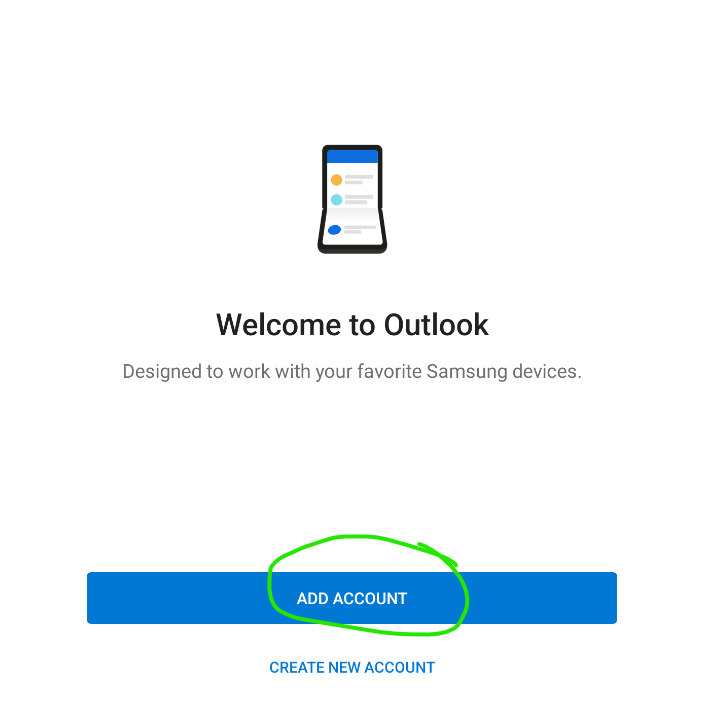 Welcome to Outlook
Designed to work with your favorite Samsung devices.
ADD ACCOUNT
CREATE NEW ACCOUNT